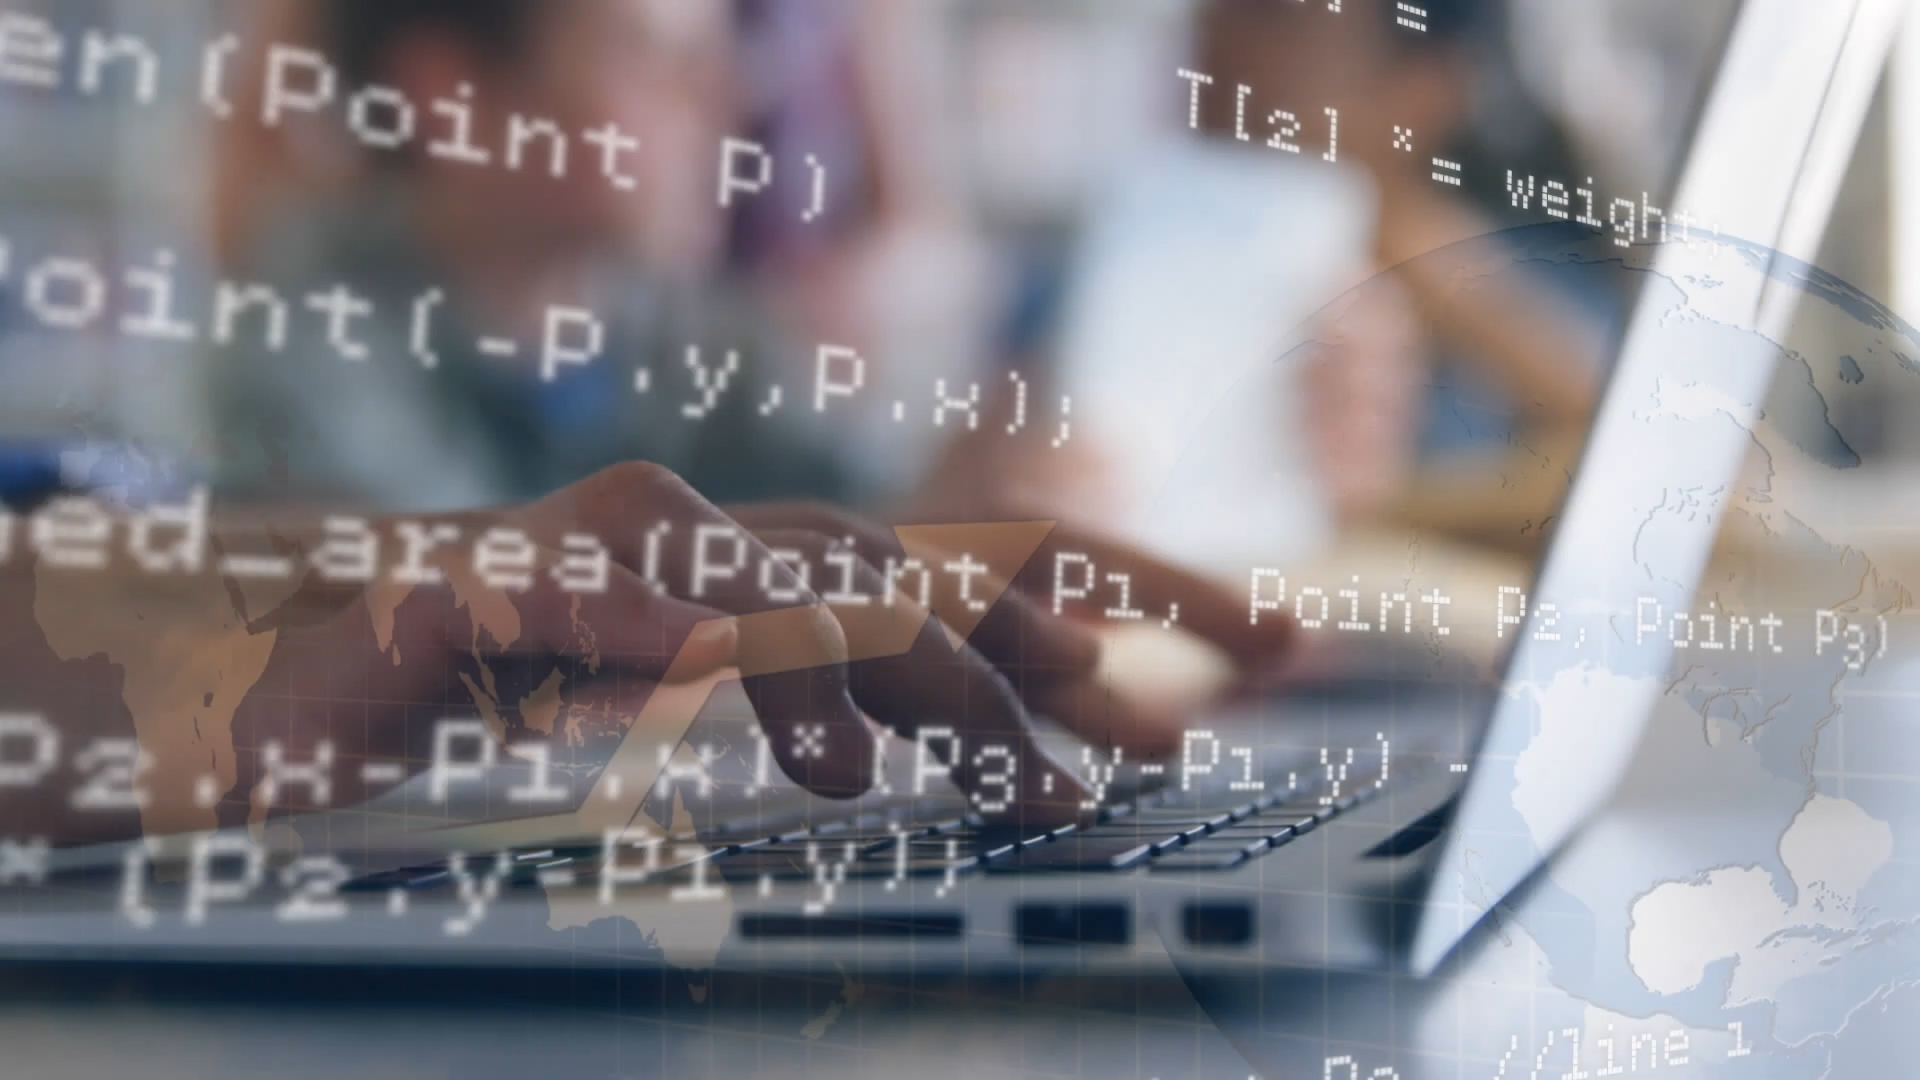 =
T[2] *= weight;
en(Point P)
oint(-P.y,P.x);
ed_area(Point P1, Point P2, Point P3)
P2.x-P1.x)*(P3.y-P1.y) -
* (P2.y-P1.y));
//line 1